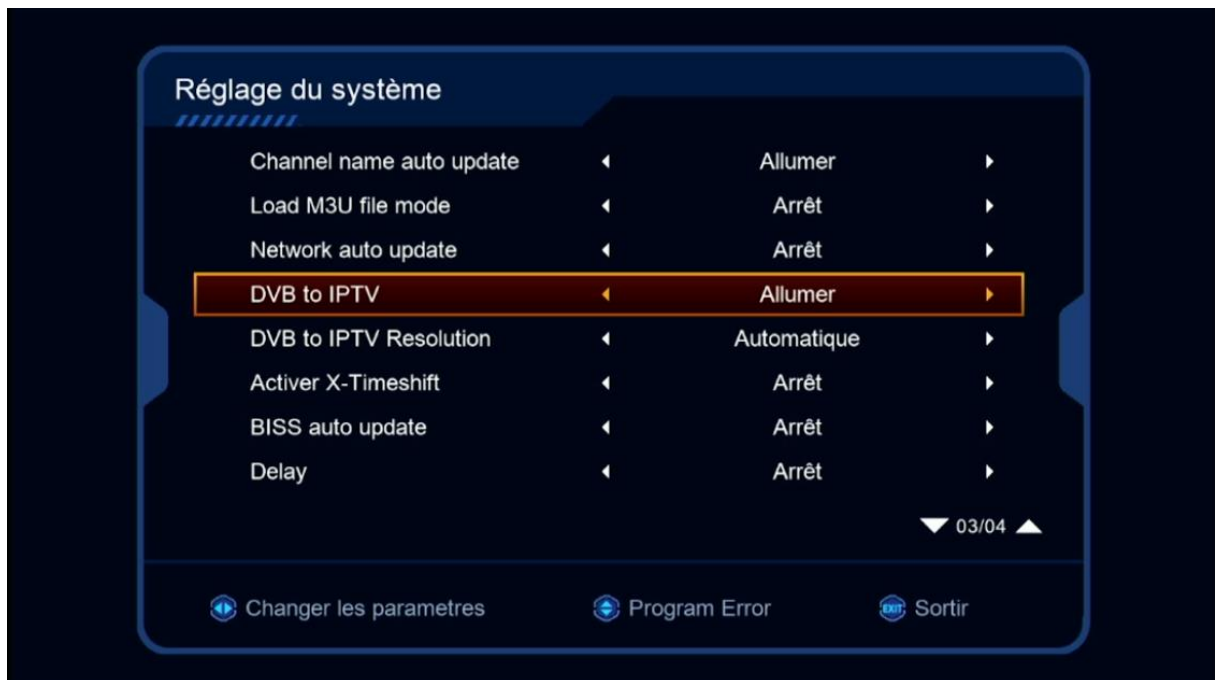 Réglage du système
Channel name auto update Allumer
Load M3U file mode Arrêt
Network auto update Arrêt
DVB to IPTV Allumer
DVB to IPTV Resolution Automatique
Activer X-Timeshift Arrêt
BISS auto update Arrêt
Delay Arrêt
03/04
Changer les parametres Program Error EXIT Sortir